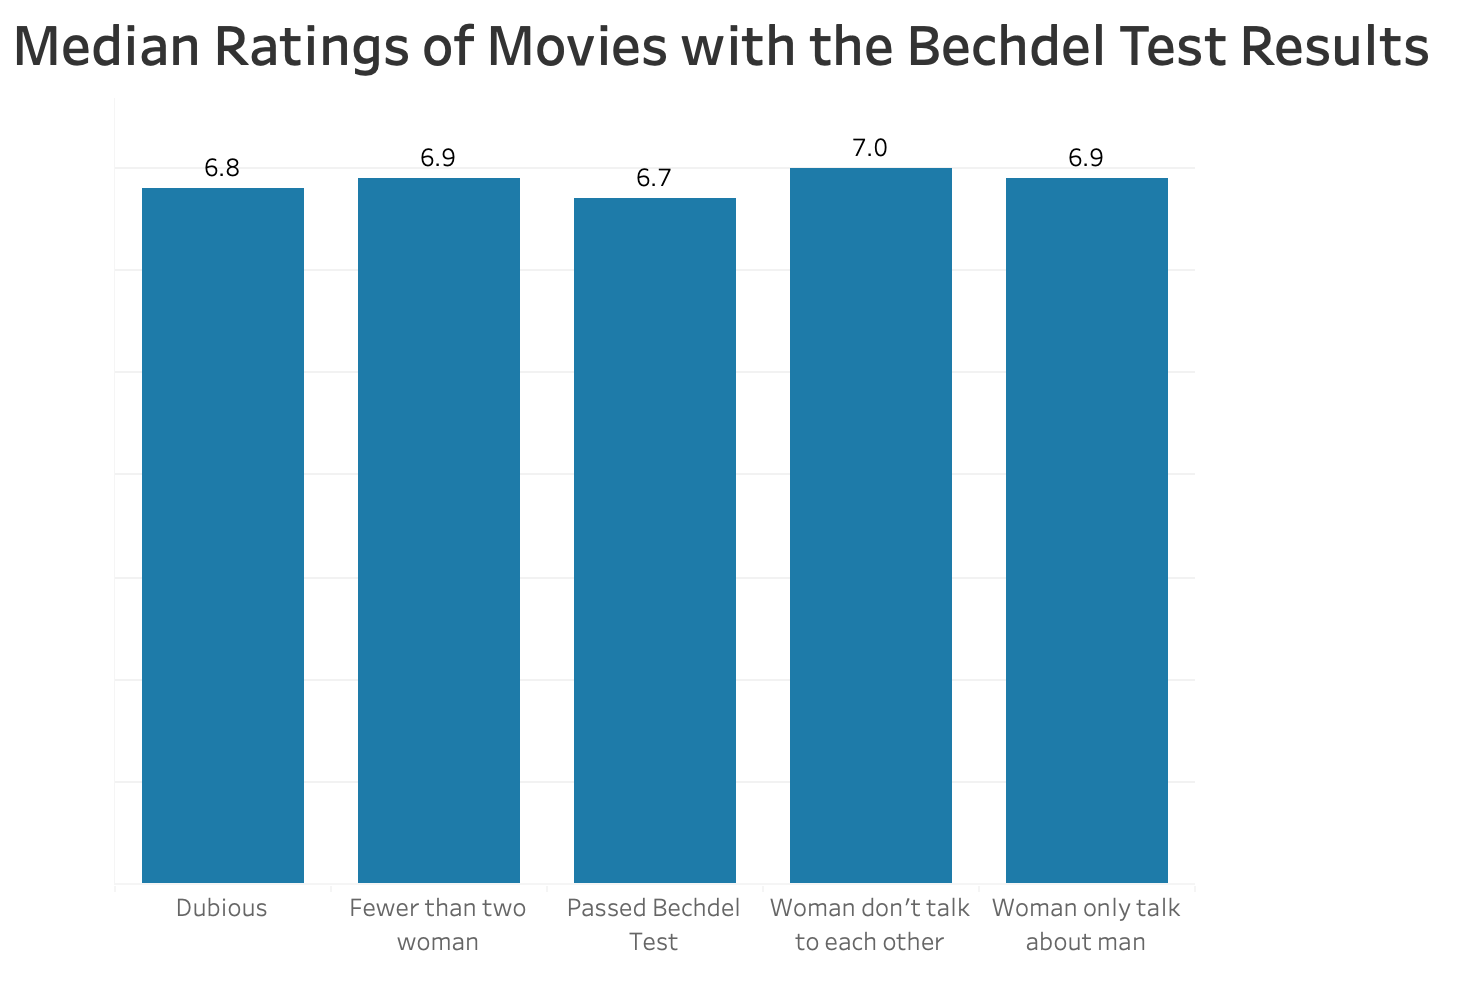 Median Ratings of Movies with the Bechdel Test Results
6.8
6.9
6.7
7.0
6.9
Dubious
Fewer than two
woman
Passed Bechdel
Test
Woman don’t talk
to each other
Woman only talk
about man